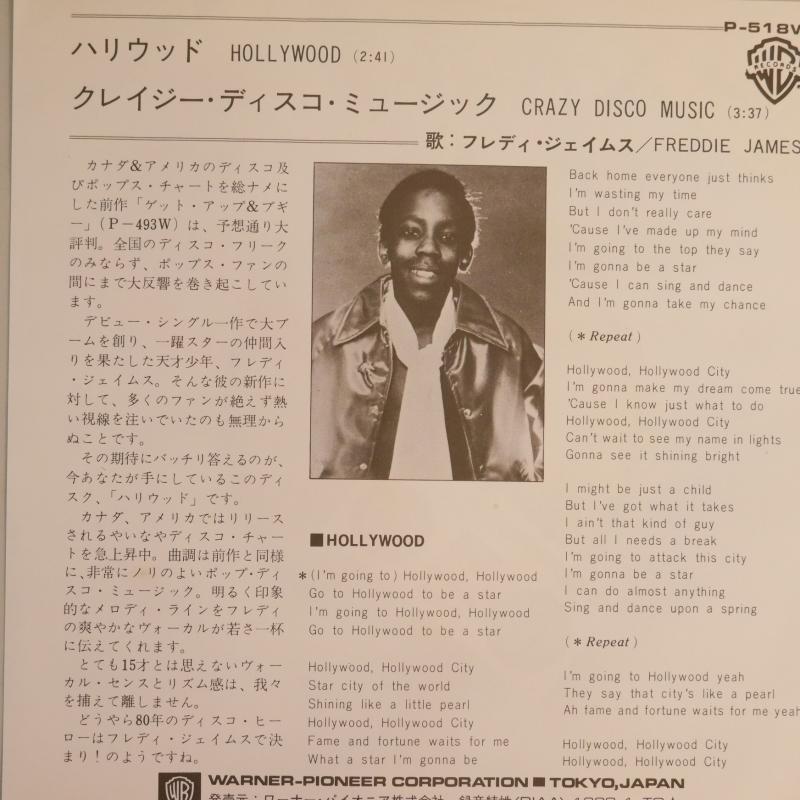 P-518W
ハリウッド HOLLYWOOD (2:41)
クレイジー・ディスコ・ミュージック CRAZY DISCO MUSIC (3:37)
歌：フレディ・ジェイムス／FREDDIE JAMES
RECORDS
カナダ&アメリカのディスコ及
びポップス・チャートを総ナメに
した前作「ゲット・アップ&ブギ
ー」(P－493W)は、予想通り大
評判。全国のディスコ・フリーク
のみならず、ポップス・ファンの
間にまで大反響を巻き起こしてい
ます。
デビュー・シングル一作で大ブ
ームを創り、一躍スターの仲間入
りを果たした天才少年、フレディ
・ジェイムス。そんな彼の新作に
対して、多くのファンが絶えず熱
い視線を注いでいたのも無理から
ぬことです。
その期待にバッチリ答えるのが、
今あなたが手にしているこのディ
スク、「ハリウッド」です。
カナダ、アメリカではリリース
されるやいなやディスコ・チャー
トを急上昇中。曲調は前作と同様
に、非常にノリのよいポップ・ディ
スコ・ミュージック。明るく印象
的なメロディ・ラインをフレディ
の爽やかなヴォーカルが若さ一杯
に伝えてくれます。
とても15才とは思えないヴォー
カル・センスとリズム感は、我々
を捕えて離しません。
どうやら80年のディスコ・ヒー
ローはフレディ・ジェイムスで決
まり！のようですね。
■HOLLYWOOD
*(I'm going to) Hollywood, Hollywood
Go to Hollywood to be a star
I'm going to Hollywood, Hollywood
Go to Hollywood to be a star
Hollywood, Hollywood City
Star city of the world
Shining like a little pearl
Hollywood, Hollywood City
Fame and fortune waits for me
What a star I'm gonna be
Back home everyone just thinks
I'm wasting my time
But I don't really care
'Cause I've made up my mind
I'm going to the top they say
I'm gonna be a star
'Cause I can sing and dance
And I'm gonna take my chance
(* Repeat)
Hollywood, Hollywood City
I'm gonna make my dream come true
'Cause I know just what to do
Hollywood, Hollywood City
Can't wait to see my name in lights
Gonna see it shining bright
I might be just a child
But I've got what it takes
I ain't that kind of guy
But all I needs a break
I'm going to attack this city
I'm gonna be a star
I can do almost anything
Sing and dance upon a spring
(* Repeat)
I'm going to Hollywood yeah
They say that city's like a pearl
Ah fame and fortune waits for me yeah
Hollywood, Hollywood City
Hollywood, Hollywood City
WARNER-PIONEER CORPORATION ■ TOKYO, JAPAN
発売元：ワーナー・パイオニア株式会社